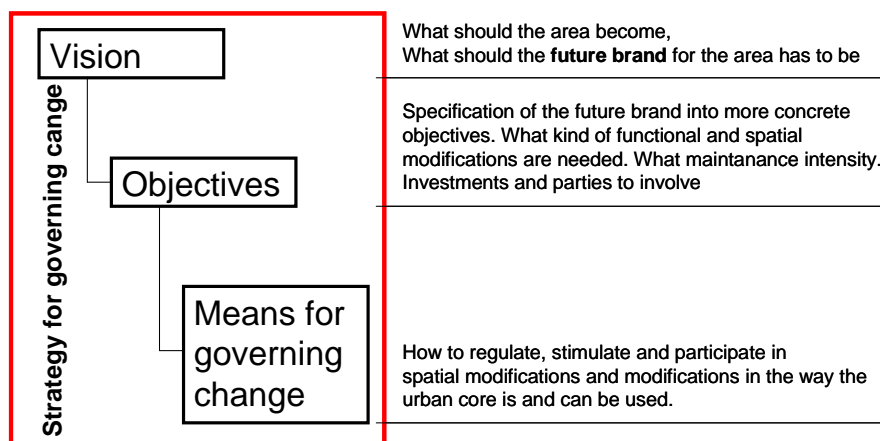 Strategy for governing cange
Vision
What should the area become,
What should the future brand for the area has to be
Objectives
Specification of the future brand into more concrete
objectives. What kind of functional and spatial
modifications are needed. What maintanance intensity.
Investments and parties to involve
Means for
governing
change
How to regulate, stimulate and participate in
spatial modifications and modifications in the way the
urban core is and can be used.